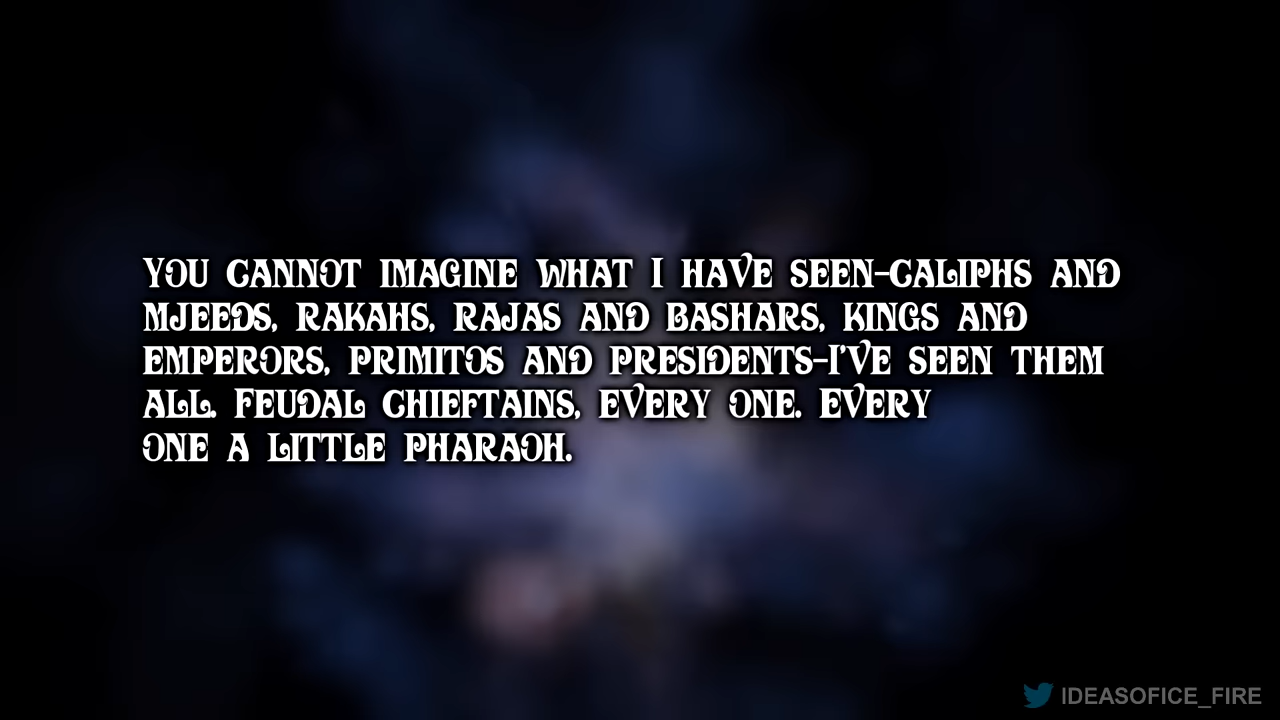 YOU CANNOT IMAGINE WHAT I HAVE SEEN–CALIPHS AND
MJEEDS, RAKAHS, RAJAS AND BASHARS, KINGS AND
EMPERORS, PRIMITOS AND PRESIDENTS–I'VE SEEN THEM
ALL. FEUDAL CHIEFTAINS, EVERY ONE. EVERY
ONE A LITTLE PHARAOH.
IDEASOFICE_FIRE